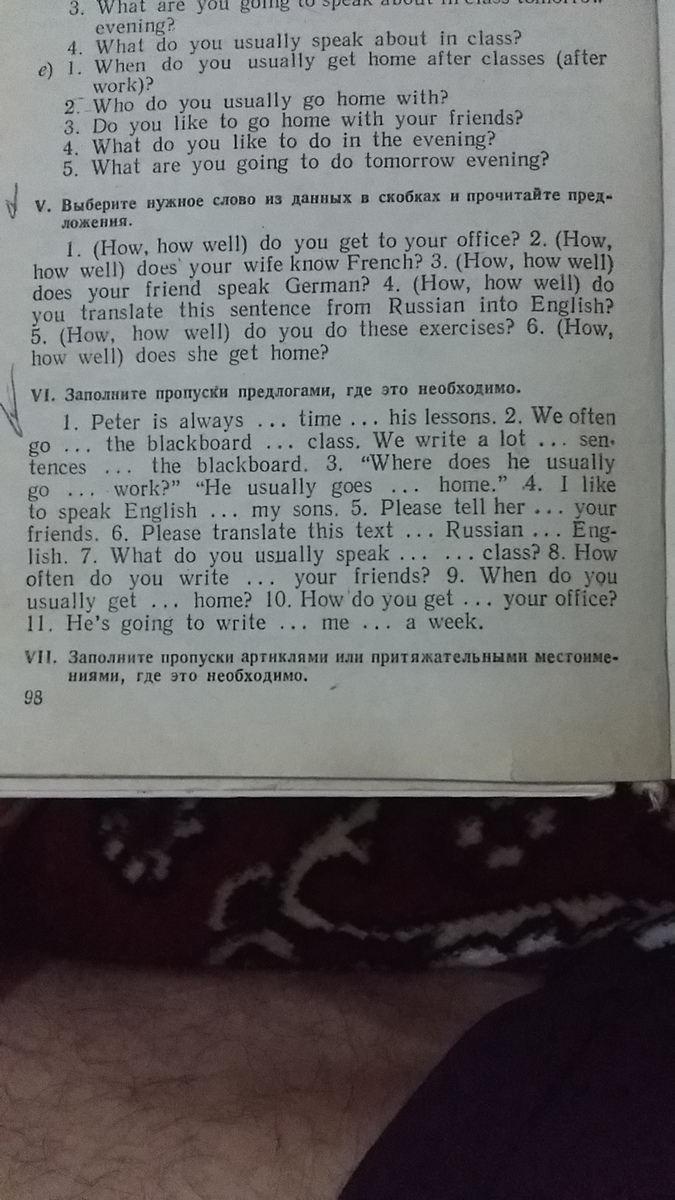 3. What are you going to speak about in class tomorrow
evening?
4. What do you usually speak about in class?
e) 1. When do you usually get home after classes (after
work)?
2. Who do you usually go home with?
3. Do you like to go home with your friends?
4. What do you like to do in the evening?
5. What are you going to do tomorrow evening?
V. Выберите нужное слово из данных в скобках и прочитайте пред-
ложения.
1. (How, how well) do you get to your office? 2. (How,
how well) does your wife know French? 3. (How, how well)
does your friend speak German? 4. (How, how well) do
you translate this sentence from Russian into English?
5. (How, how well) do you do these exercises? 6. (How,
how well) does she get home?
VI. Заполните пропуски предлогами, где это необходимо.
1. Peter is always ... time ... his lessons. 2. We often
go ... the blackboard ... class. We write a lot ... sen-
tences ... the blackboard. 3. “Where does he usually
go ... work?” “He usually goes ... home.” 4. I like
to speak English ... my sons. 5. Please tell her ... your
friends. 6. Please translate this text ... Russian ... Eng-
lish. 7. What do you usually speak ... ... class? 8. How
often do you write ... your friends? 9. When do you
usually get ... home? 10. How do you get ... your office?
11. He’s going to write ... me ... a week.
VII. Заполните пропуски артиклями или притяжательными местоиме-
ниями, где это необходимо.
98